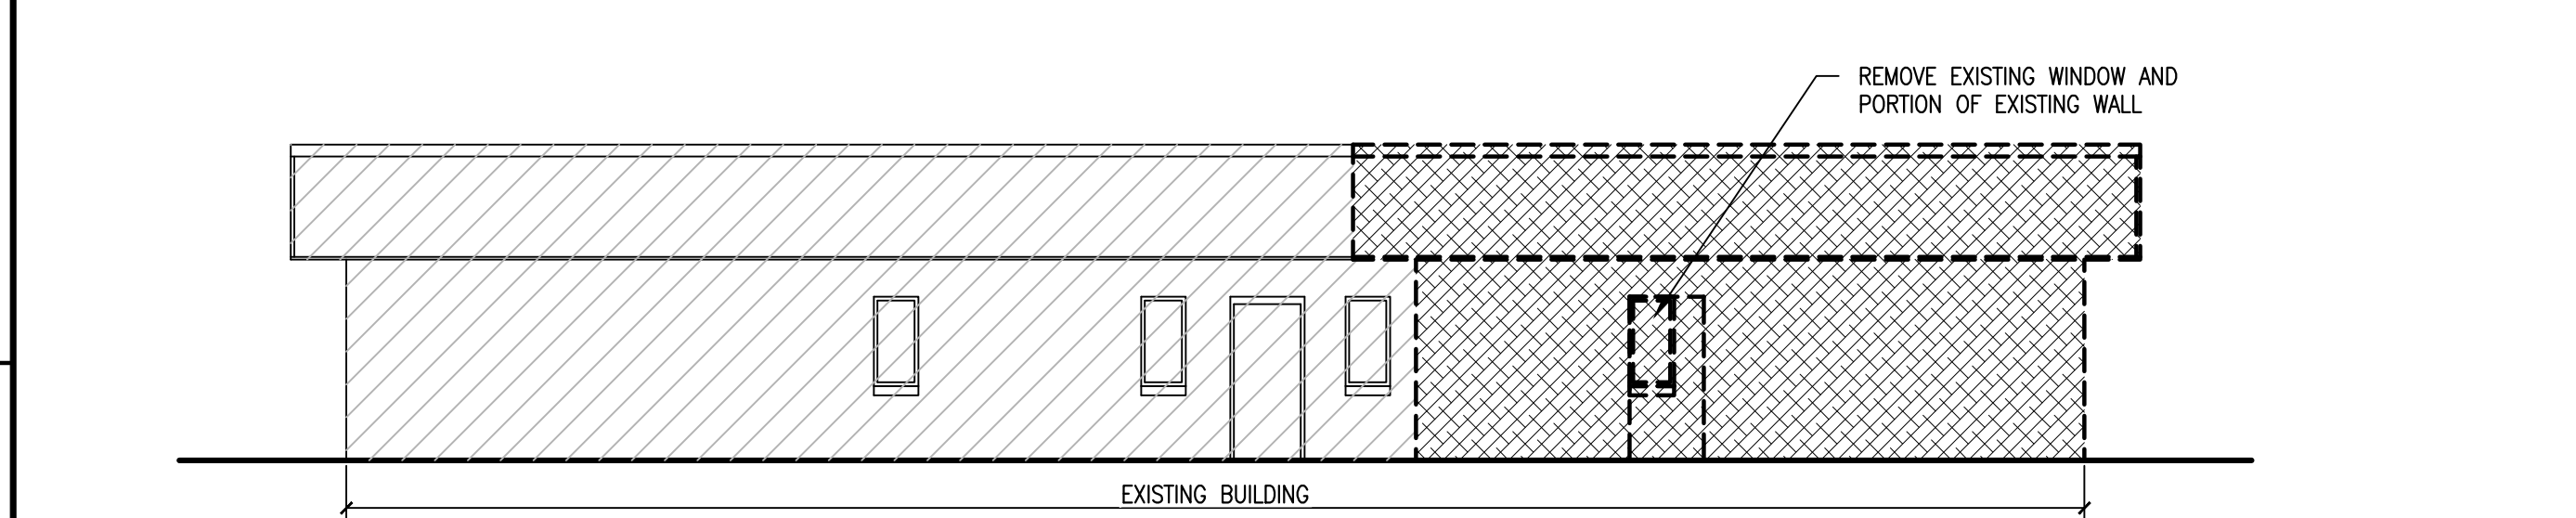 REMOVE EXISTING WINDOW AND
PORTION OF EXISTING WALL
EXISTING BUILDING